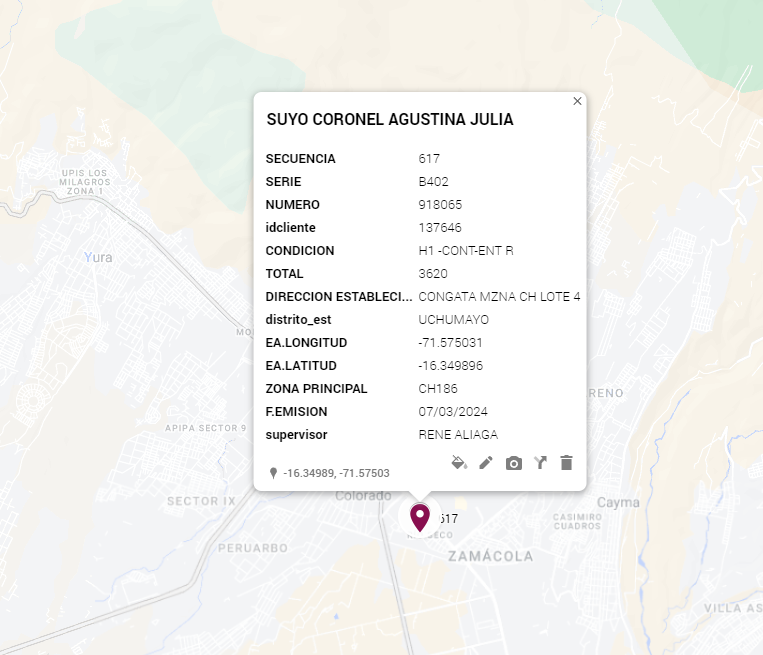 SUYO CORONEL AGUSTINA JULIA
SECUENCIA 617
SERIE B402
NUMERO 918065
idcliente 137646
CONDICION H1 -CONT-ENT R
TOTAL 3620
DIRECCION ESTABLECI... CONGATA MZNA CH LOTE 4
distrito_est UCHUMAYO
EA.LONGITUD -71.575031
EA.LATITUD -16.349896
ZONA PRINCIPAL CH186
F.EMISION 07/03/2024
supervisor RENE ALIAGA
-16.34989, -71.57503
UPIS LOS
MILAGROS
ZONA I
Yura
APIPA SECTOR 9
SECTOR IX
Colorado
617
PERUARBO
ZAMÁCOLA
Cayma
CASIMIRO
CUADROS